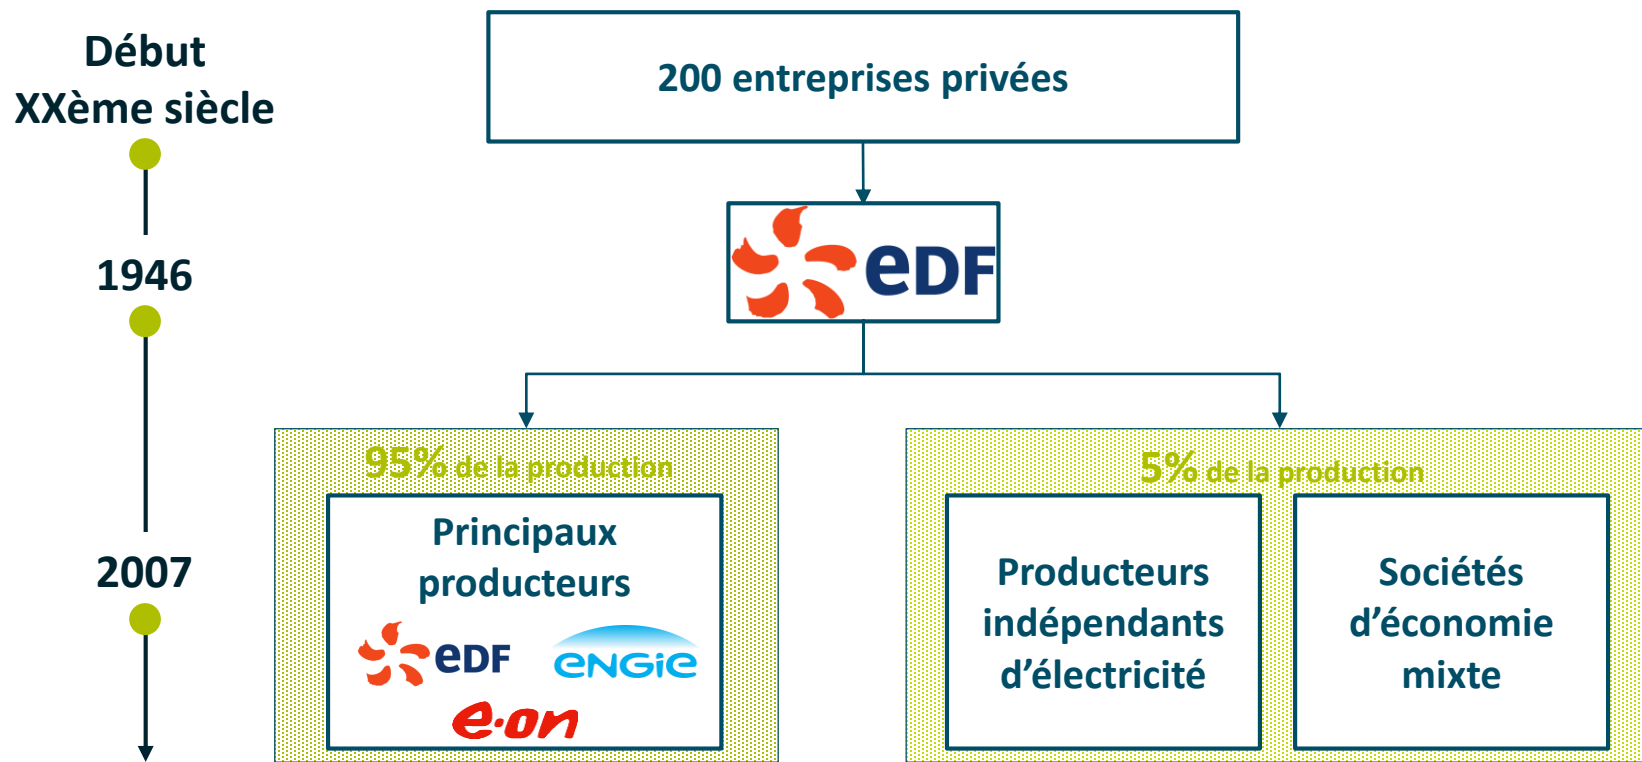 Début
XXème siècle
200 entreprises privées
1946
eDF
2007
95% de la production
Principaux
producteurs
eDF
eNGie
e·on
5% de la production
Producteurs
indépendants
d’électricité
Sociétés
d’économie
mixte